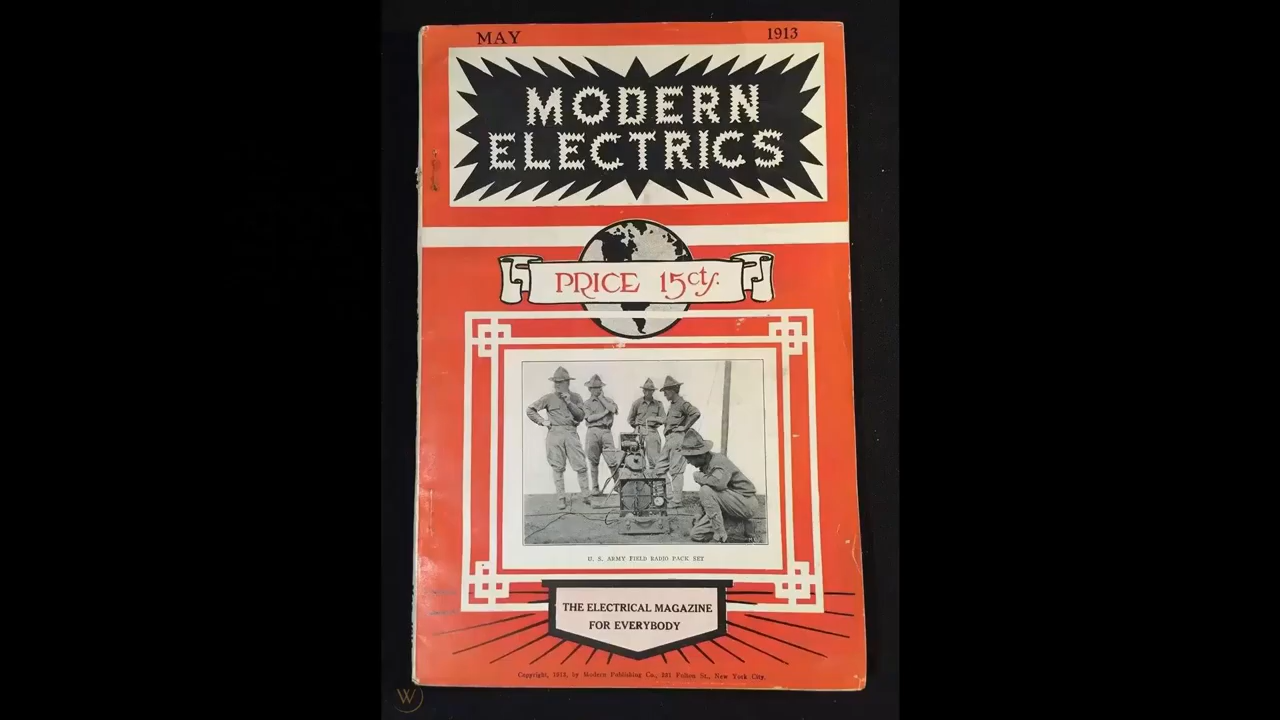 MAY 1913
MODERN
ELECTRICS
PRICE 15cts.
U. S. ARMY FIELD RADIO PACK SET
THE ELECTRICAL MAGAZINE
FOR EVERYBODY
Copyright, 1913, by Modern Publishing Co., 231 Fulton St., New York City.
W